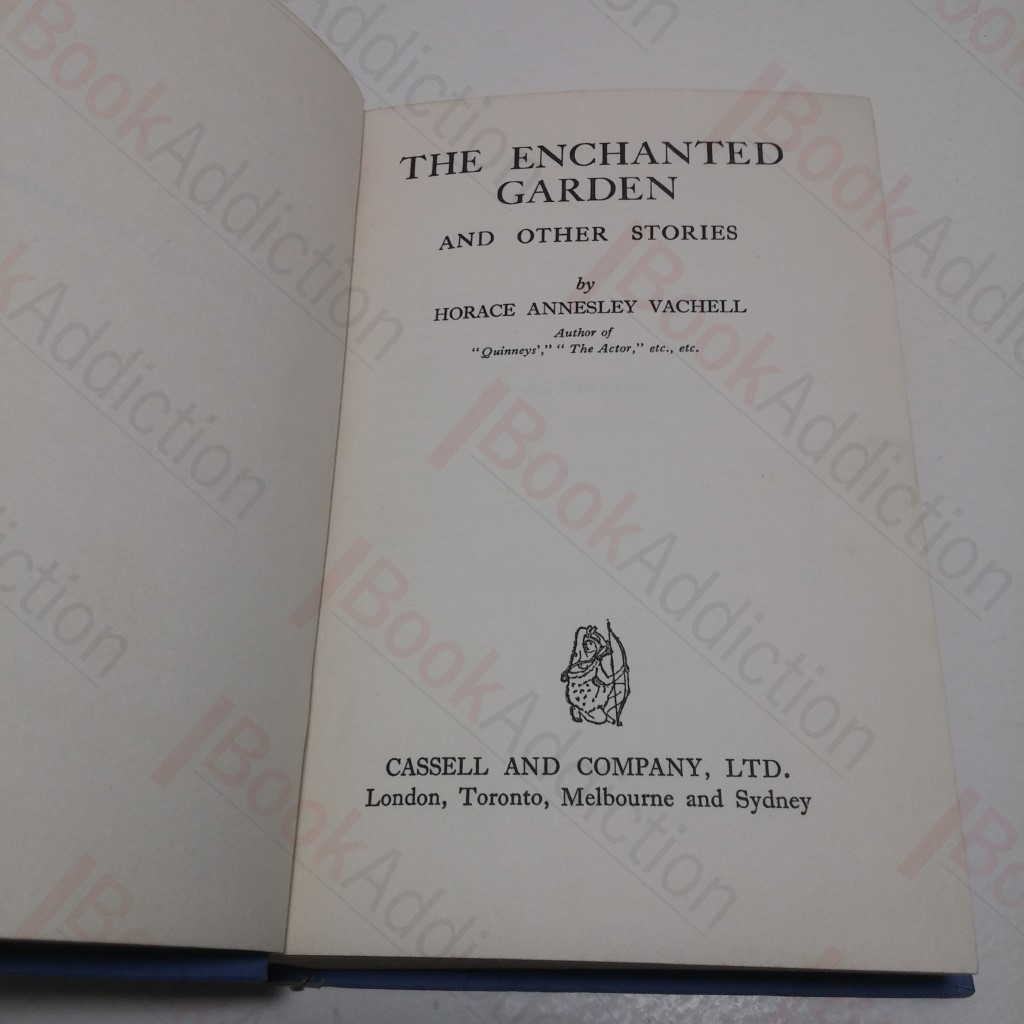 THE ENCHANTED
GARDEN
AND OTHER STORIES
by
HORACE ANNESLEY VACHELL
Author of
"Quinneys'," " The Actor," etc., etc.
CASSELL AND COMPANY, LTD.
London, Toronto, Melbourne and Sydney
BookAddiction